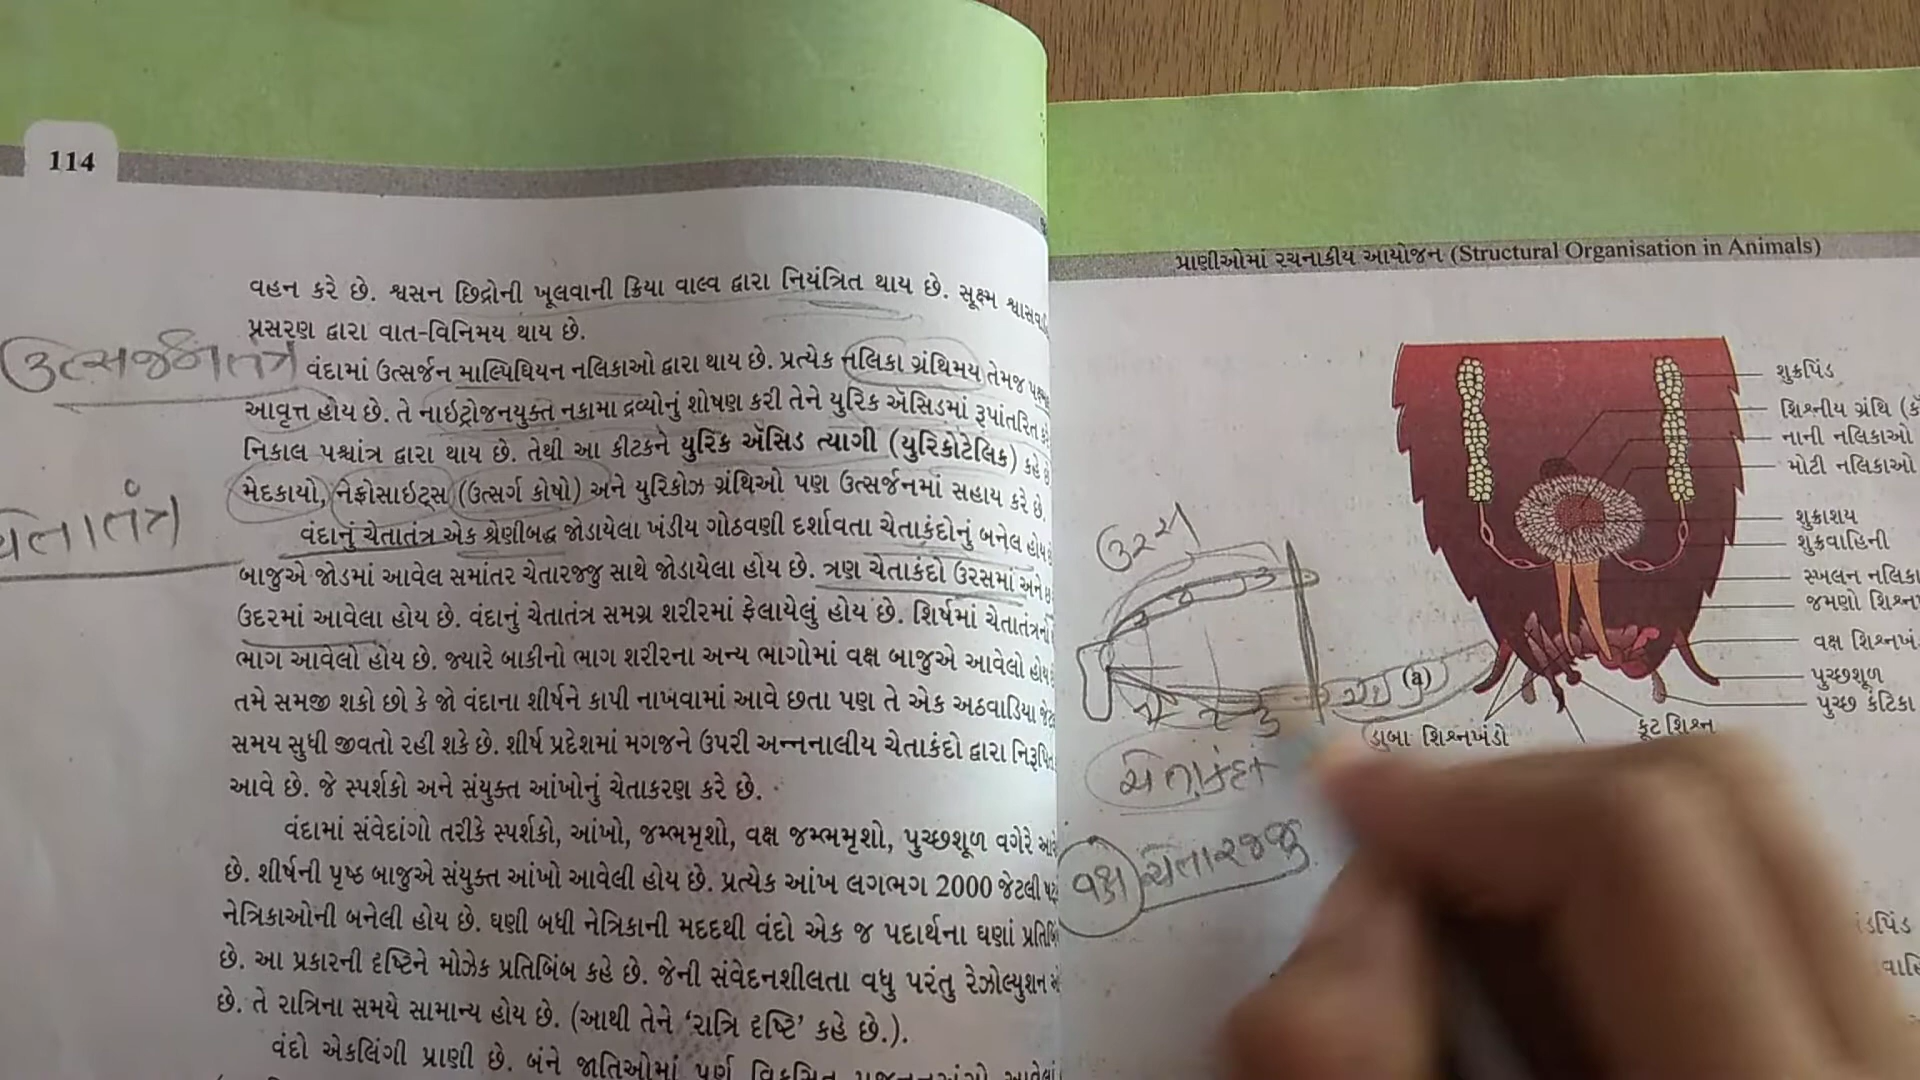 114
વહન કરે છે. શ્વસન છિદ્રોની ખૂલવાની ક્રિયા વાલ્વ દ્વારા નિયંત્રિત થાય છે. સૂક્ષ્મ
પ્રસરણ દ્વારા વાત-વિનિમય થાય છે.
ઉત્સર્જનતંત્ર
વંદામાં ઉત્સર્જન માલ્પિઘિયન નલિકાઓ દ્વારા થાય છે. પ્રત્યેક નલિકા ગ્રંથિમય તેમજ
આવૃત્ત હોય છે. તે નાઇટ્રોજનયુક્ત નકામા દ્રવ્યોનું શોષણ કરી તેને યુરિક ઍસિડમાં રૂપાંતરિત
નિકાલ પશ્ચાંત્ર દ્વારા થાય છે. તેથી આ કીટકને યુરિક ઍસિડ ત્યાગી (યુરિકોટેલિક) કહે છે
મેદકાયો, નેફ્રોસાઇટ્સ (ઉત્સર્ગ કોષો) અને યુરિકોઝ ગ્રંથિઓ પણ ઉત્સર્જનમાં સહાય કરે છે.
ચેતાતંત્ર
વંદાનું ચેતાતંત્ર એક શ્રેણીબદ્ધ જોડાયેલા ખંડીય ગોઠવણી દર્શાવતા ચેતાકંદોનું બનેલ હોય
બાજુએ જોડમાં આવેલ સમાંતર ચેતારજ્જુ સાથે જોડાયેલા હોય છે. ત્રણ ચેતાકંદો ઉરસમાં અને
ઉદરમાં આવેલા હોય છે. વંદાનું ચેતાતંત્ર સમગ્ર શરીરમાં ફેલાયેલું હોય છે. શિર્ષમાં ચેતાતંત્રનો
ભાગ આવેલો હોય છે. જ્યારે બાકીનો ભાગ શરીરના અન્ય ભાગોમાં વક્ષ બાજુએ આવેલો હોય
તમે સમજી શકો છો કે જો વંદાના શીર્ષને કાપી નાખવામાં આવે છતા પણ તે એક અઠવાડિયા જેટલા
સમય સુધી જીવતો રહી શકે છે. શીર્ષ પ્રદેશમાં મગજને ઉપરી અન્નનાલીય ચેતાકંદો દ્વારા
આવે છે. જે સ્પર્શકો અને સંયુક્ત આંખોનું ચેતાકરણ કરે છે.
વંદામાં સંવેદાંગો તરીકે સ્પર્શકો, આંખો, જમ્ભમૃશો, વક્ષ જમ્ભમૃશો, પુચ્છશૂળ વગેરે
છે. શીર્ષની પૃષ્ઠ બાજુએ સંયુક્ત આંખો આવેલી હોય છે. પ્રત્યેક આંખ લગભગ 2000 જેટલી
નેત્રિકાઓની બનેલી હોય છે. ઘણી બધી નેત્રિકાની મદદથી વંદો એક જ પદાર્થના ઘણાં
છે. આ પ્રકારની દૃષ્ટિને મોઝેક પ્રતિબિંબ કહે છે. જેની સંવેદનશીલતા વધુ પરંતુ રેઝોલ્યુશન
છે. તે રાત્રિના સમયે સામાન્ય હોય છે. (આથી તેને ‘રાત્રિ દૃષ્ટિ’ કહે છે.).
વંદો એકલિંગી પ્રાણી છે. બંને જાતિઓમાં
પ્રાણીઓમાં રચનાકીય આયોજન (Structural Organisation in Animals)
શુક્રપિંડ
શિશ્નીય ગ્રંથિ
નાની નલિકાઓ
મોટી નલિકાઓ
શુક્રાશય
શુક્રવાહિની
સ્ખલન નલિકા
જમણો
વક્ષ
પુચ્છશૂળ
પુચ્છ કંટિકા
(a)
ડાબા શિશ્નખંડો
કૂટ શિશ્ન
ઉરસ
1 2 3
ચેતાકંદ
વક્ષ ચેતારજ્જુ